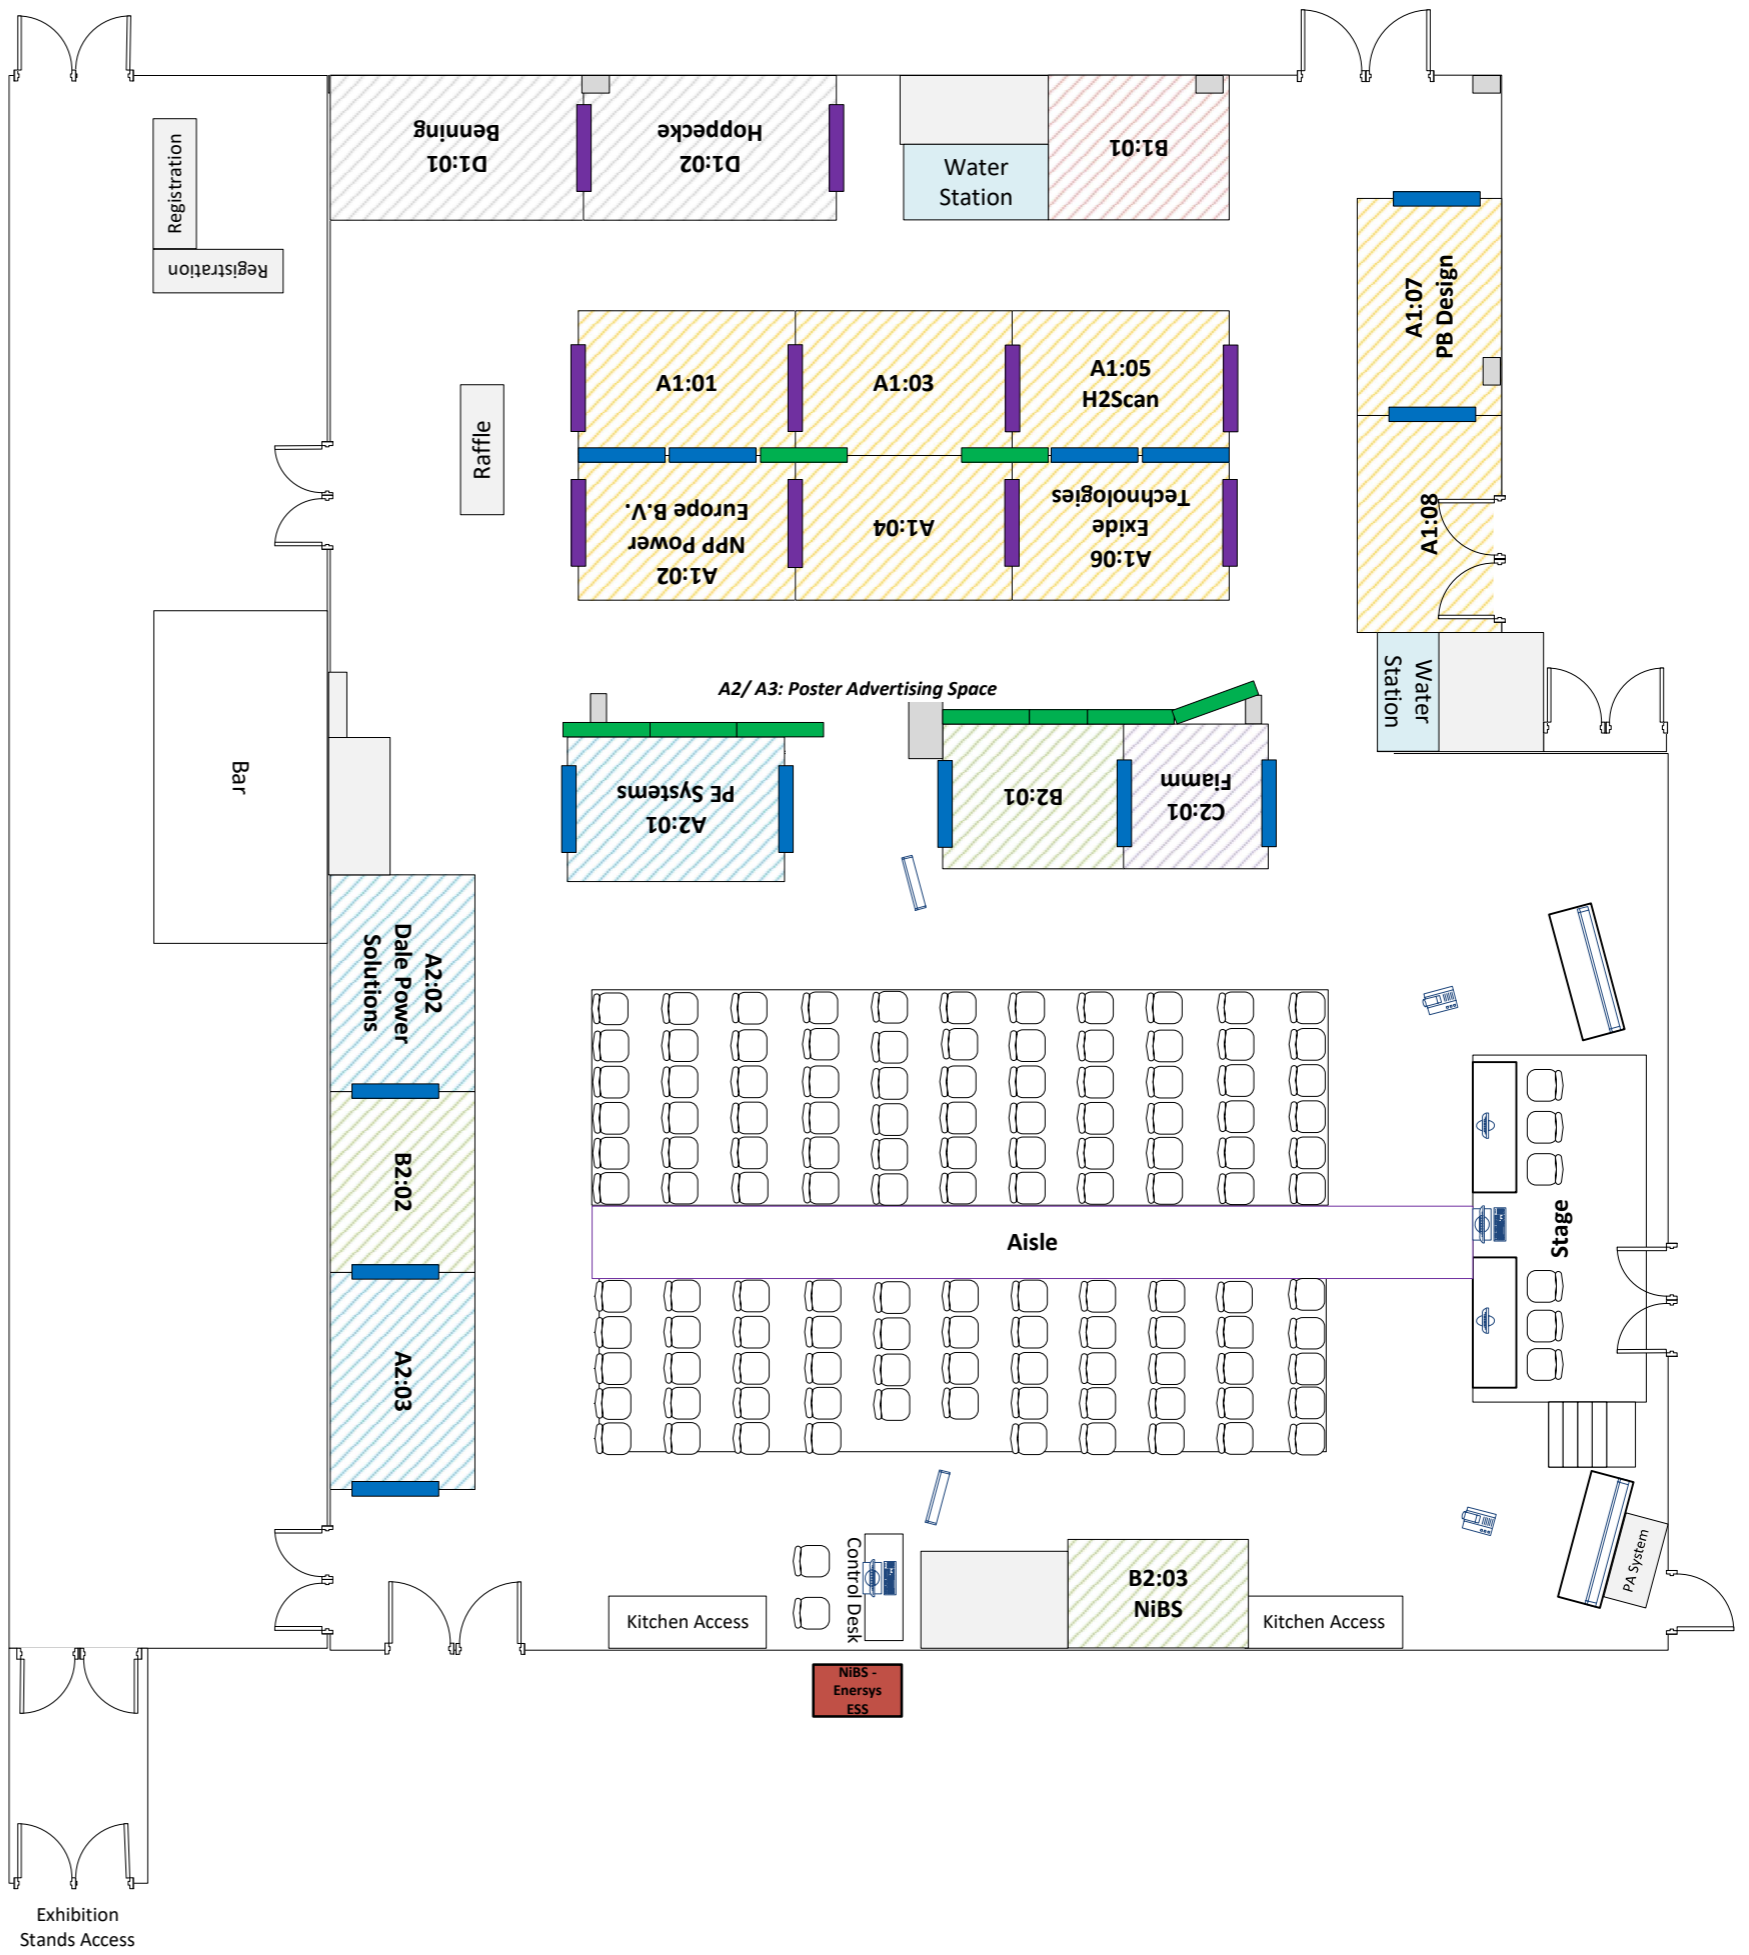 Registration
Registration
D1:01
Benning
D1:02
Hoppecke
Water
Station
B1:01
A1:07
PB Design
A1:01
A1:03
A1:05
H2Scan
Raffle
A1:02
NPP Power
Europe B.V.
A1:04
A1:06
Exide
Technologies
A1:08
Water
Station
A2/ A3: Poster Advertising Space
Bar
A2:01
PE Systems
B2:01
C2:01
Fiamm
A2:02
Dale Power
Solutions
B2:02
A2:03
Aisle
Stage
Control Desk
Kitchen Access
B2:03
NiBS
Kitchen Access
PA System
NiBS -
Enersys
ESS
Exhibition
Stands Access